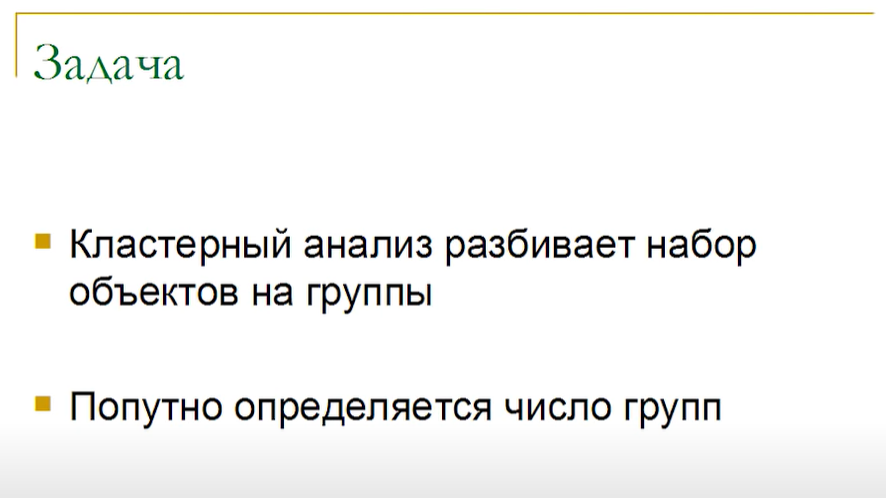 Задача
Кластерный анализ разбивает набор
объектов на группы
Попутно определяется число групп